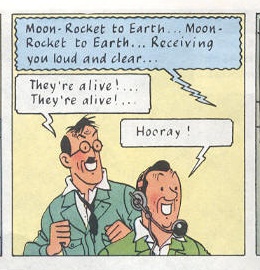 Moon-Rocket to Earth... Moon-
Rocket to Earth... Receiving
you loud and clear...
They're alive!...
They're alive!...
Hooray!